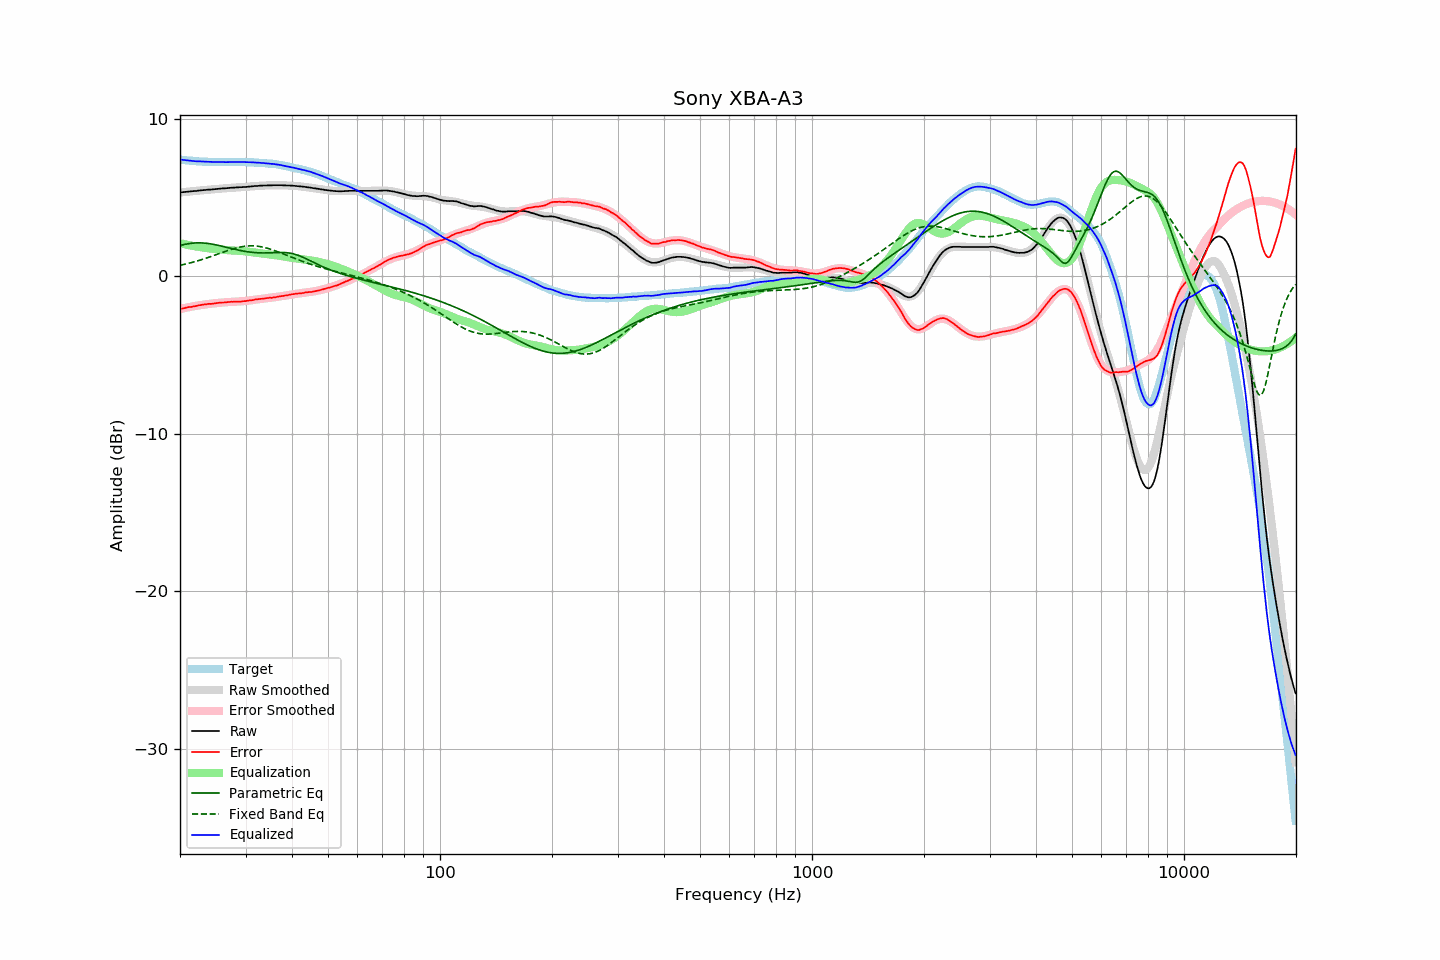 Sony XBA-A3
10
0
−10
−20
−30
Amplitude (dBr)
100
1000
10000
Frequency (Hz)
Target
Raw Smoothed
Error Smoothed
Raw
Error
Equalization
Parametric Eq
Fixed Band Eq
Equalized